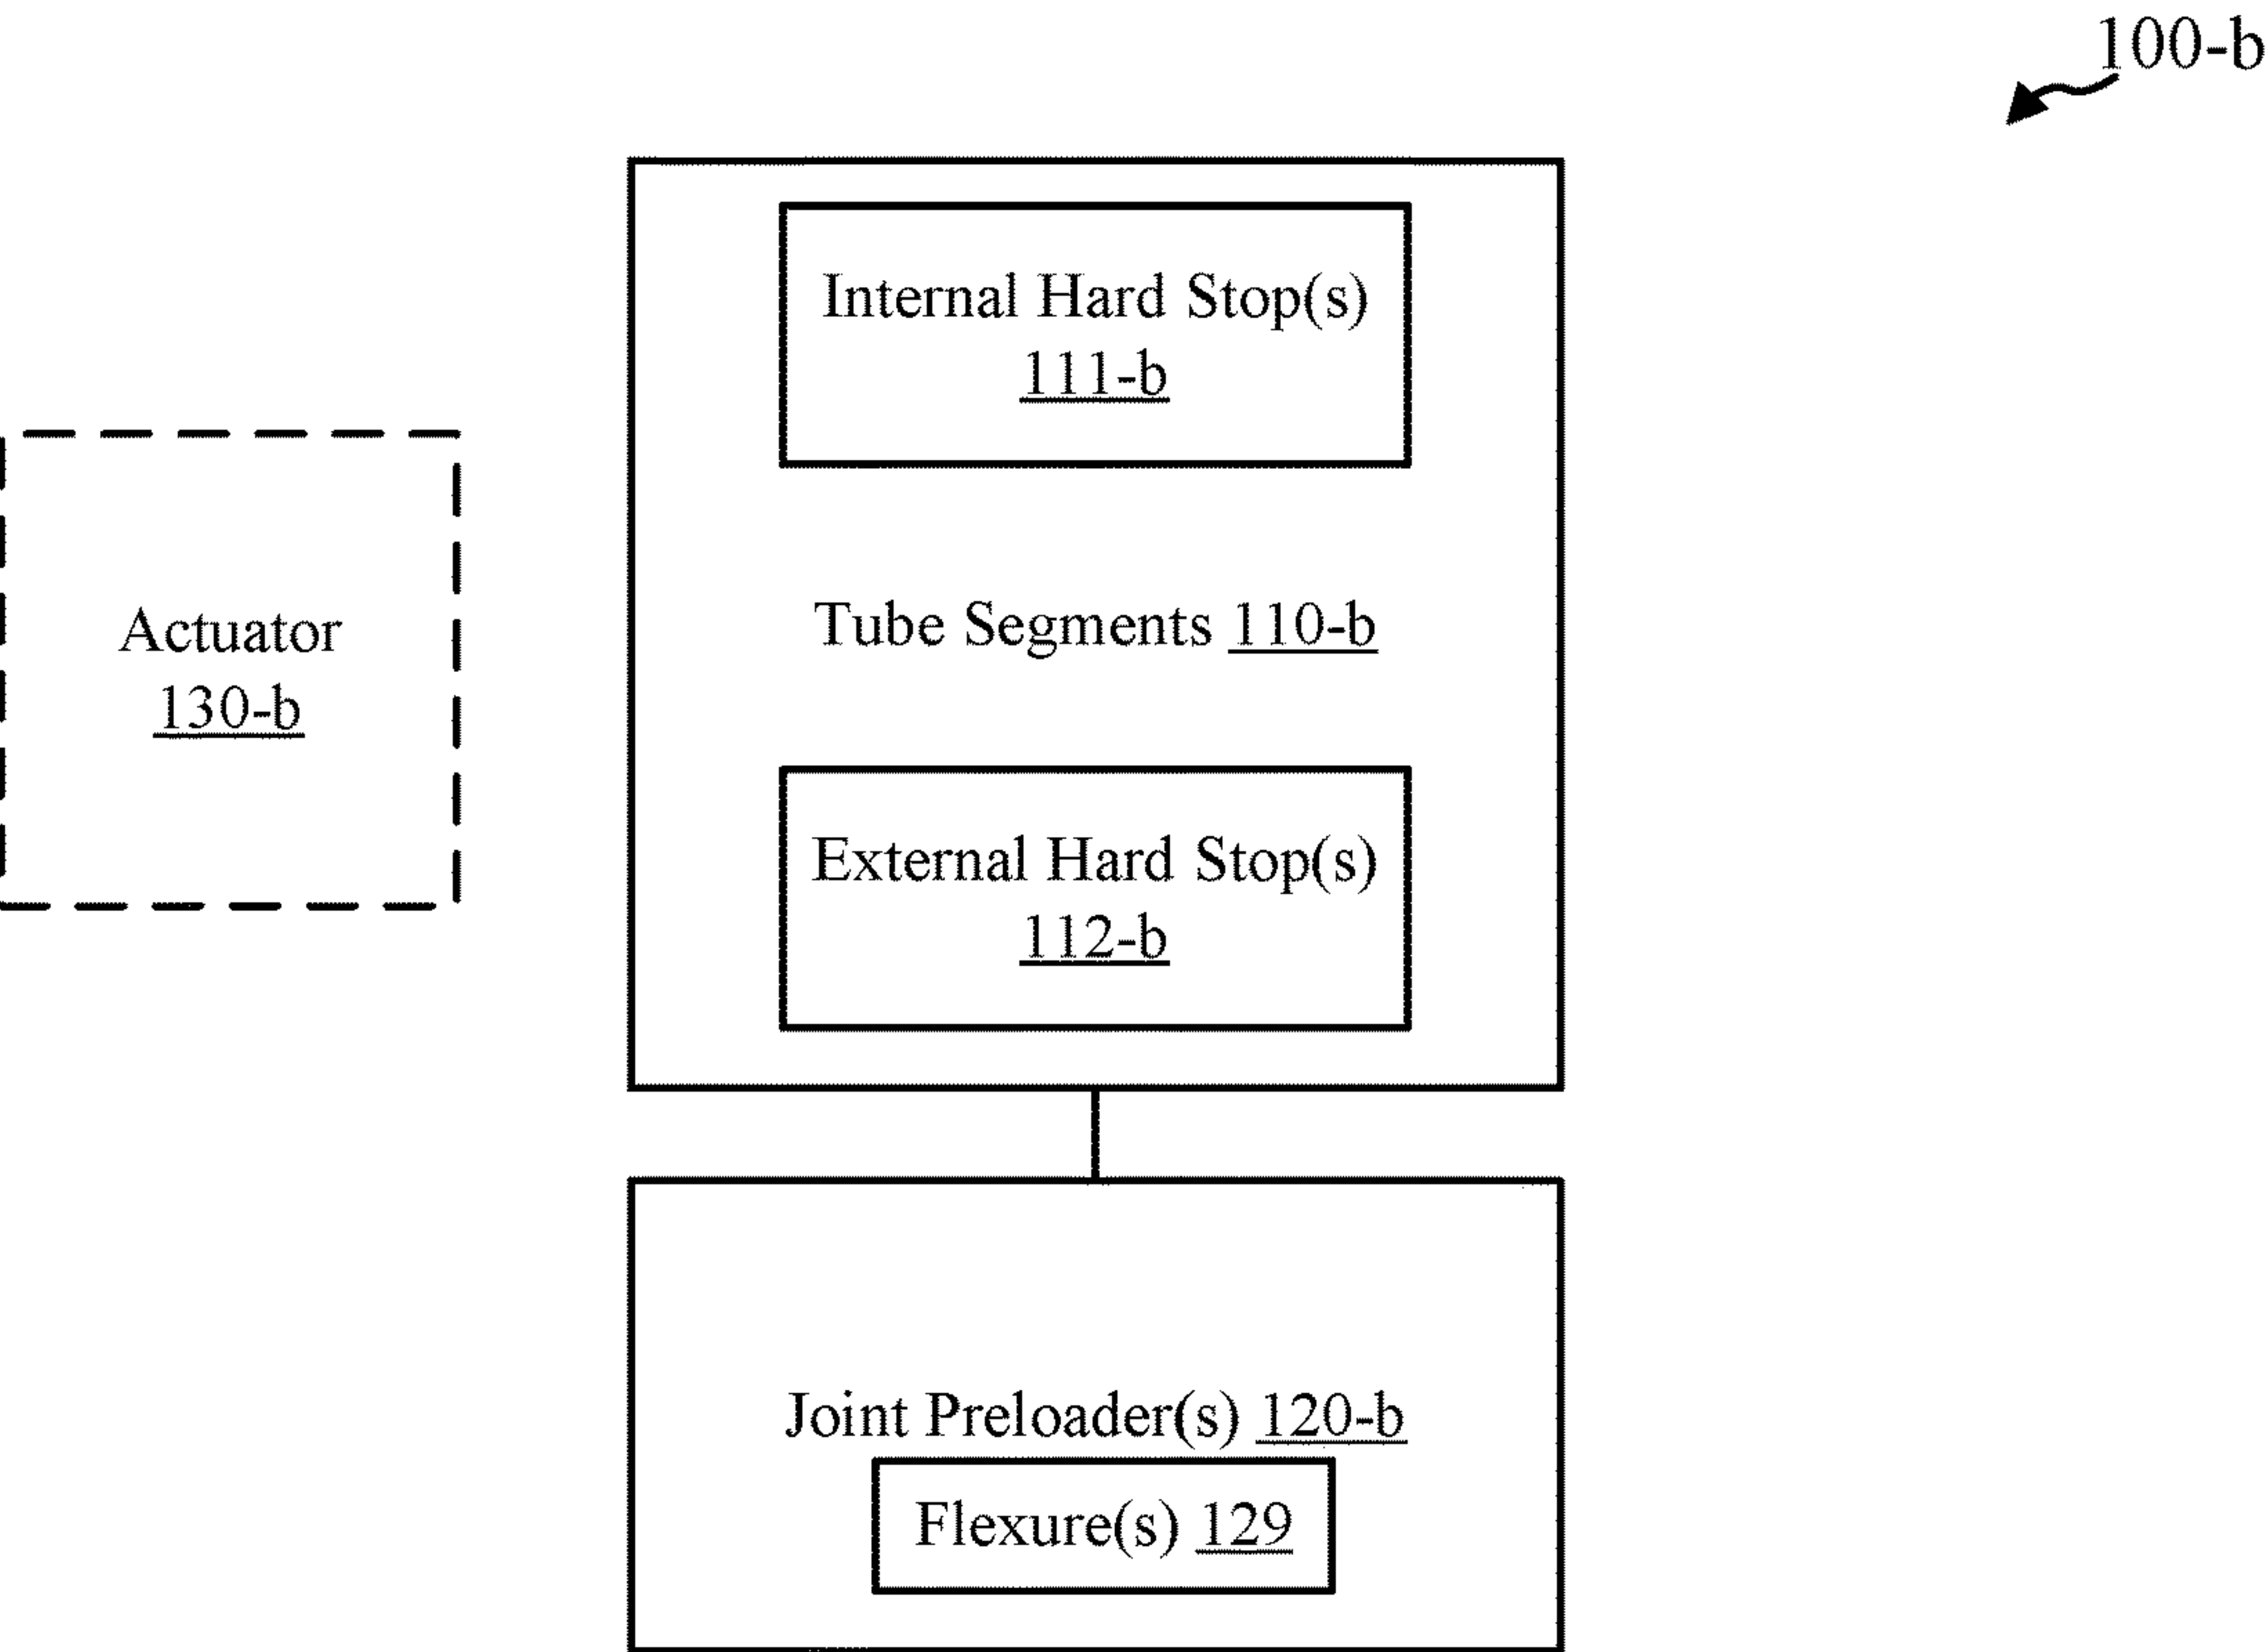 100-b
Internal Hard Stop(s)
111-b
Tube Segments 110-b
Actuator
130-b
External Hard Stop(s)
112-b
Joint Preloader(s) 120-b
Flexure(s) 129